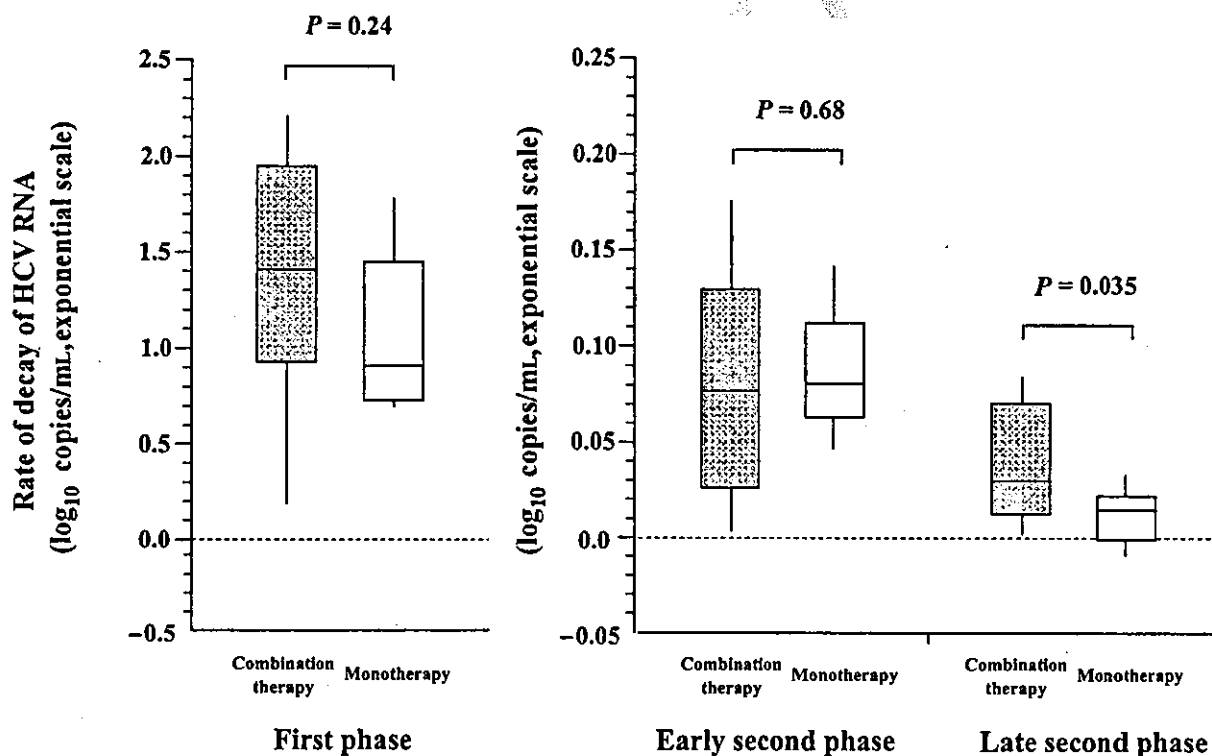 P = 0.24
Rate of decay of HCV RNA
(log₁₀ copies/mL, exponential scale)
2.5
2.0
1.5
1.0
0.5
0.0
−0.5
Combination
therapy
Monotherapy
First phase
(log₁₀ copies/mL, exponential scale)
0.25
0.20
0.15
0.10
0.05
0.0
−0.05
P = 0.68
P = 0.035
Combination
therapy
Monotherapy
Combination
therapy
Monotherapy
Early second phase
Late second phase